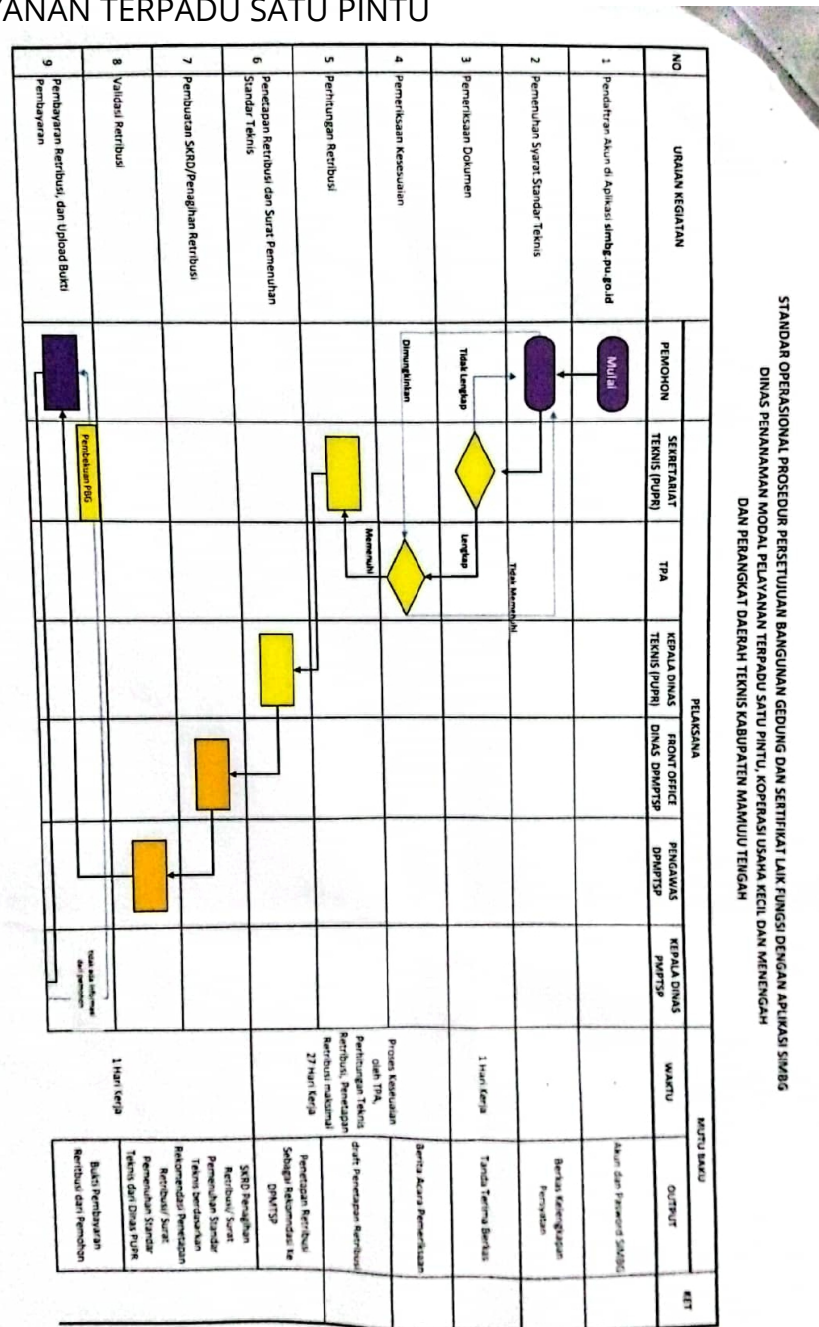 YANAN TERPADU SATU PINTU
STANDAR OPERASIONAL PROSEDUR PERSETUJUAN BANGUNAN GEDUNG DAN SERTIFIKAT LAIK FUNGSI DENGAN APLIKASI SIMBG
DINAS PENANAMAN MODAL PELAYANAN TERPADU SATU PINTU, KOPERASI USAHA KECIL DAN MENENGAH
DAN PERANGKAT DAERAH TEKNIS KABUPATEN MAMUJU TENGAH
NO
URAIAN KEGIATAN
PELAKSANA
MUTU BAKU
KET
PEMOHON
SEKRETARIAT
TEKNIS (PUPR)
TPA
KEPALA DINAS
TEKNIS (PUPR)
FRONT OFFICE
DINAS DPMPTSP
PENGAWAS
DPMPTSP
KEPALA DINAS
PMPTSP
WAKTU
OUTPUT
1
Pendaftran Akun di Aplikasi simbg.pu.go.id
Mulai
Akun dan Pasword SIMBG
2
Pemenuhan Syarat Standar Teknis
Tidak Memenuhi
Berkas Kelengkapan
Persyatan
3
Pemeriksaan Dokumen
Tidak Lengkap
Lengkap
1 Hari Kerja
Tanda Terima Berkas
4
Pemeriksaan Kesesuaian
Dimungkinkan
Memenuhi
Berita Acara Pemeriksaan
5
Perhitungan Retribusi
Proses Kesesuaian
oleh TPA,
Perhitungan Teknis
Retribusi, Penetapan
Retribusi maksimal
27 Hari Kerja
draft Penetapan Retribusi
6
Penetapan Retribusi dan Surat Pemenuhan
Standar Teknis
Penetapan Retribusi
Sebagai Rekomndasi ke
DPMTSP
7
Pembuatan SKRD/Penagihan Retribusi
SKRD Penagihan
Retribusi/ Surat
Pemenuhan Standar
Teknis berdasarkan
Rekomendasi Penetapan
Retribusi/ Surat
Pemenuhan Standar
Teknis dari Dinas PUPR
8
Validasi Retribusi
1 Hari Kerja
Pembekuan PBG
Tidak ada Informasi
dari pemohon
9
Pembayaran Retribusi, dan Upload Bukti
Pembayaran
Bukti Pembayaran
Reritbusi dari Pemohon